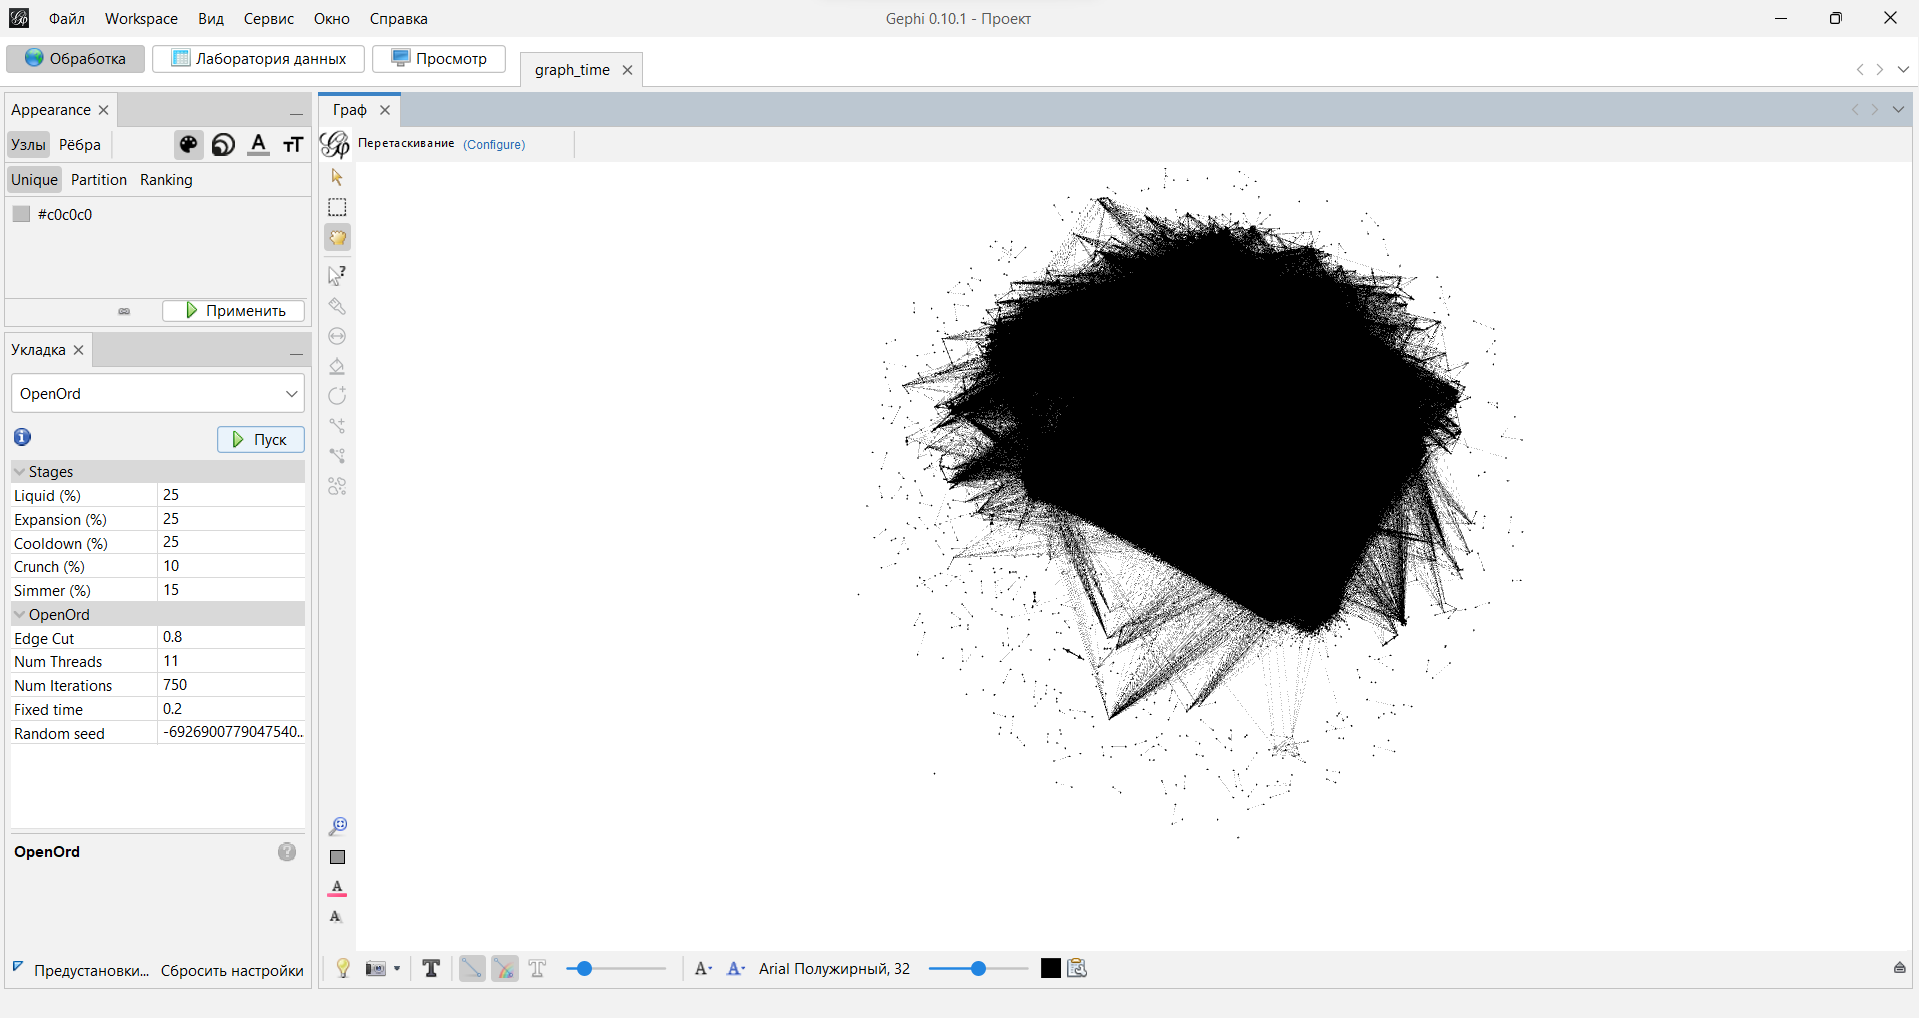 Файл Workspace Вид Сервис Окно Справка
Gephi 0.10.1 - Проект
Обработка Лаборатория данных Просмотр
graph_time
Appearance
Узлы Рёбра
Unique Partition Ranking
#c0c0c0
Применить
Укладка
OpenOrd
Пуск
Stages
Liquid (%) 25
Expansion (%) 25
Cooldown (%) 25
Crunch (%) 10
Simmer (%) 15
OpenOrd
Edge Cut 0.8
Num Threads 11
Num Iterations 750
Fixed time 0.2
Random seed -6926900779047540..
OpenOrd
Предустановки... Сбросить настройки
Граф
Перетаскивание (Configure)
Arial Полужирный, 32